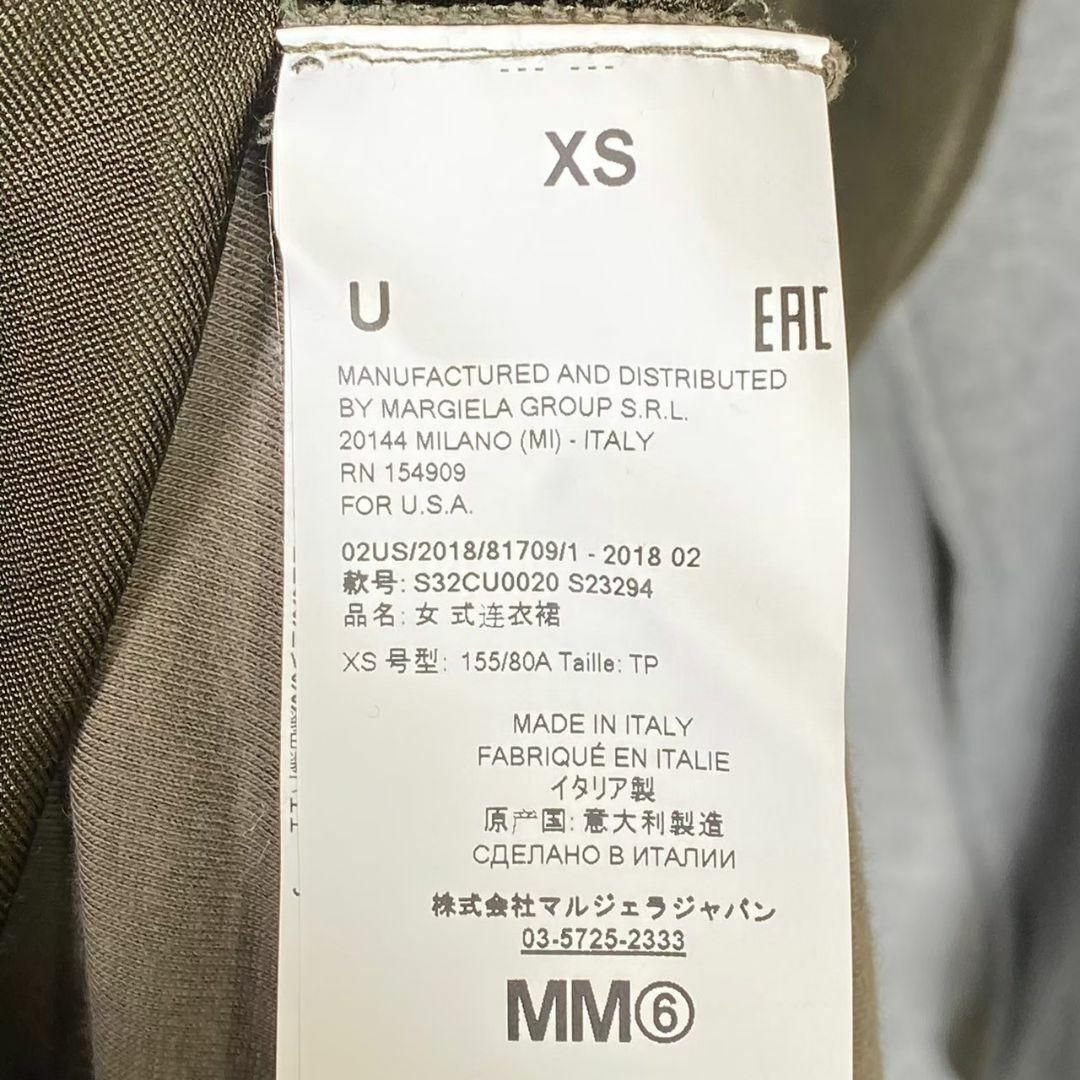 XS
U
EAC
MANUFACTURED AND DISTRIBUTED
BY MARGIELA GROUP S.R.L.
20144 MILANO (MI) - ITALY
RN 154909
FOR U.S.A.
02US/2018/81709/1 - 2018 02
款号: S32CU0020 S23294
品名: 女 式连衣裙
XS 号型: 155/80A Taille: TP
MADE IN ITALY
FABRIQUÉ EN ITALIE
イタリア製
原产国: 意大利製造
СДЕЛАНО В ИТАЛИИ
株式会社マルジェラジャパン
03-5725-2333
MM⑥